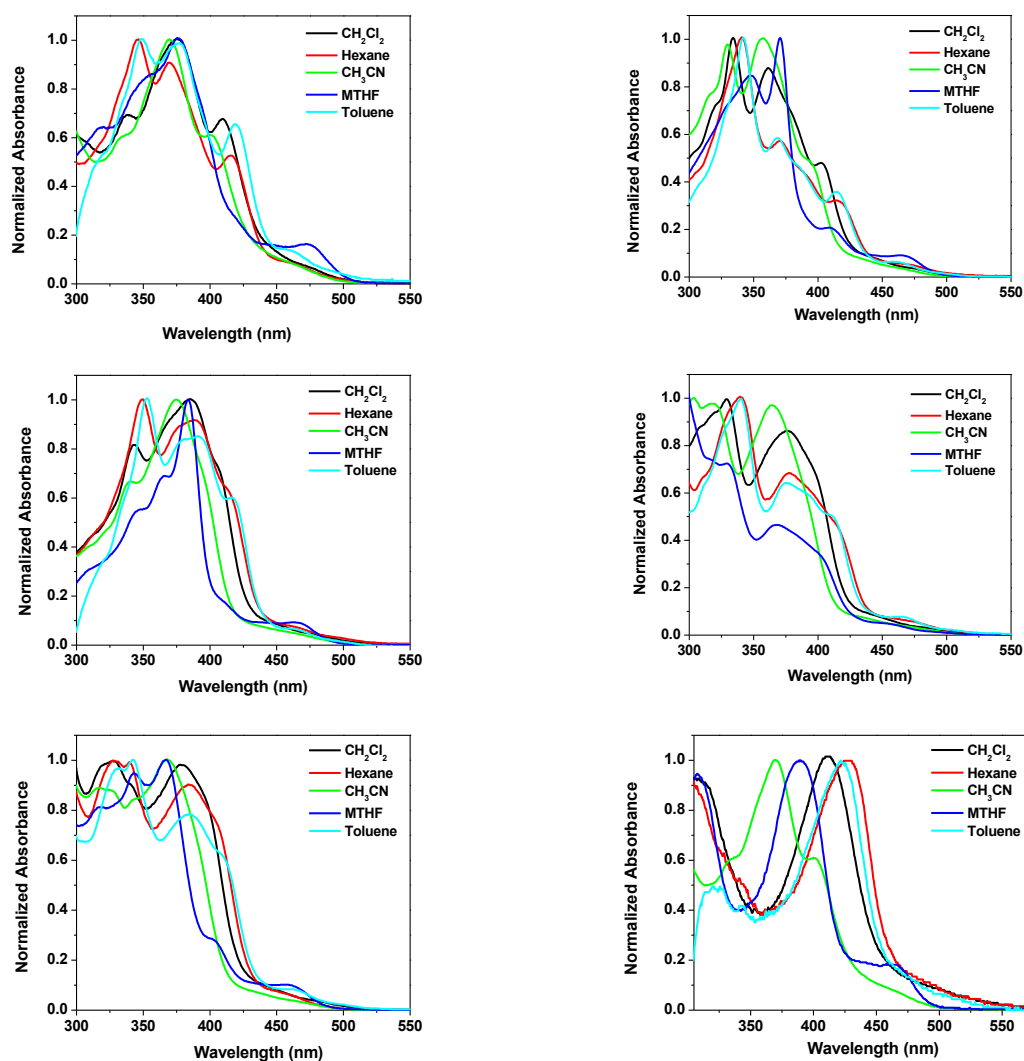 Normalized Absorbance
1.0
0.8
0.6
0.4
0.2
0.0
300 350 400 450 500 550
Wavelength (nm)
CH2Cl2
Hexane
CH3CN
MTHF
Toluene
Normalized Absorbance
1.0
0.8
0.6
0.4
0.2
0.0
300 350 400 450 500 550
Wavelength (nm)
CH2Cl2
Hexane
CH3CN
MTHF
Toluene
Normalized Absorbance
1.0
0.8
0.6
0.4
0.2
0.0
300 350 400 450 500 550
Wavelength (nm)
CH2Cl2
Hexane
CH3CN
MTHF
Toluene
Normalized Absorbance
1.0
0.8
0.6
0.4
0.2
0.0
300 350 400 450 500 550
Wavelength (nm)
CH2Cl2
Hexane
CH3CN
MTHF
Toluene
Normalized Absorbance
1.0
0.8
0.6
0.4
0.2
0.0
300 350 400 450 500 550
Wavelength (nm)
CH2Cl2
Hexane
CH3CN
MTHF
Toluene
Normalized Absorbance
1.0
0.8
0.6
0.4
0.2
0.0
350 400 450 500 550
Wavelength (nm)
CH2Cl2
Hexane
CH3CN
MTHF
Toluene